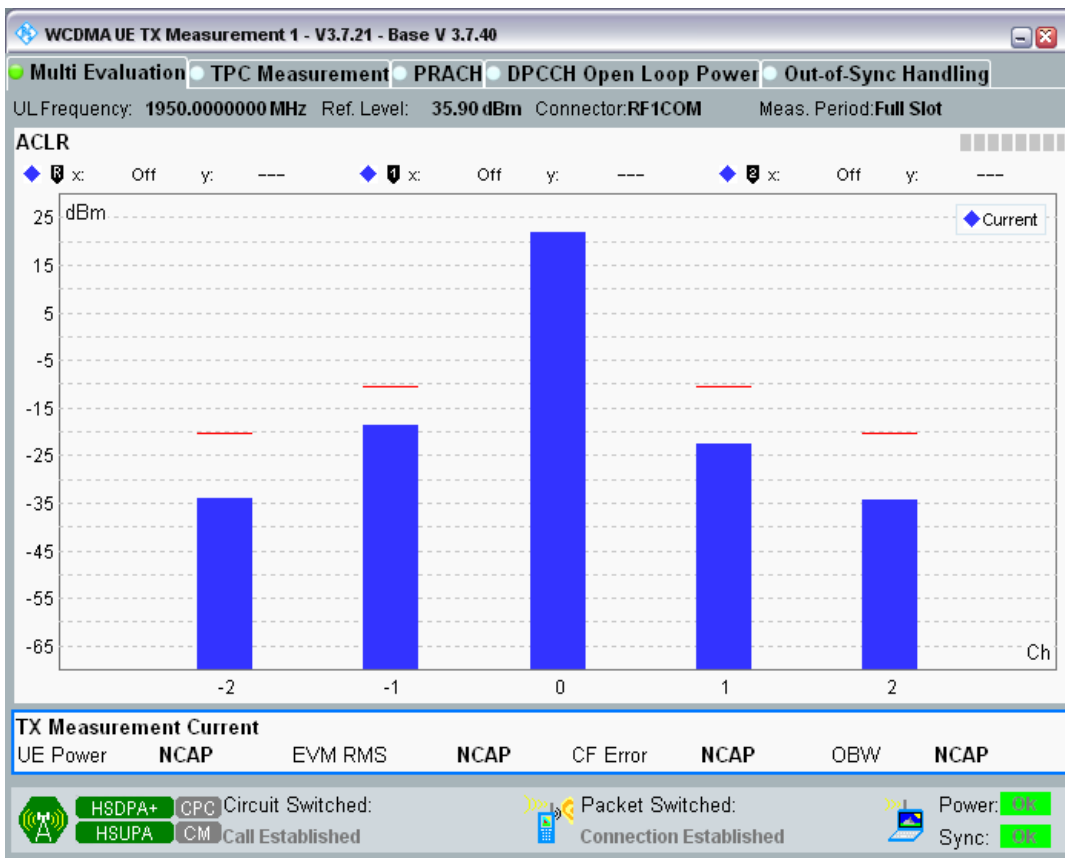 WCDMA UE TX Measurement 1 - V3.7.21 - Base V 3.7.40
Multi Evaluation TPC Measurement PRACH DPCCH Open Loop Power Out-of-Sync Handling
ULFrequency: 1950.0000000 MHz Ref. Level: 35.90 dBm Connector:RF1COM Meas. Period:Full Slot
ACLR
R x: Off y: --- 1 x: Off y: --- 2 x: Off y: ---
dBm
Current
25
15
5
-5
-15
-25
-35
-45
-55
-65
Ch
-2 -1 0 1 2
TX Measurement Current
UE Power NCAP EVM RMS NCAP CF Error NCAP OBW NCAP
HSDPA+ CPC Circuit Switched: Packet Switched: Power: Ok
HSUPA CM Call Established Connection Established Sync: Ok